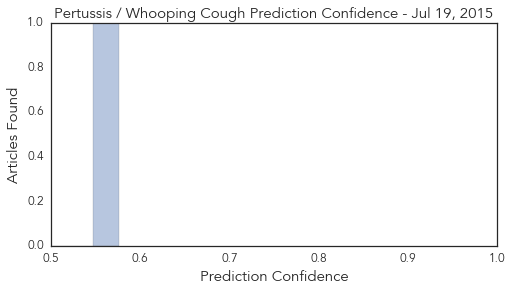 Pertussis / Whooping Cough Prediction Confidence - Jul 19, 2015
1.0
0.8
0.6
0.4
0.2
0.0
Articles Found
0.5 0.6 0.7 0.8 0.9 1.0
Prediction Confidence